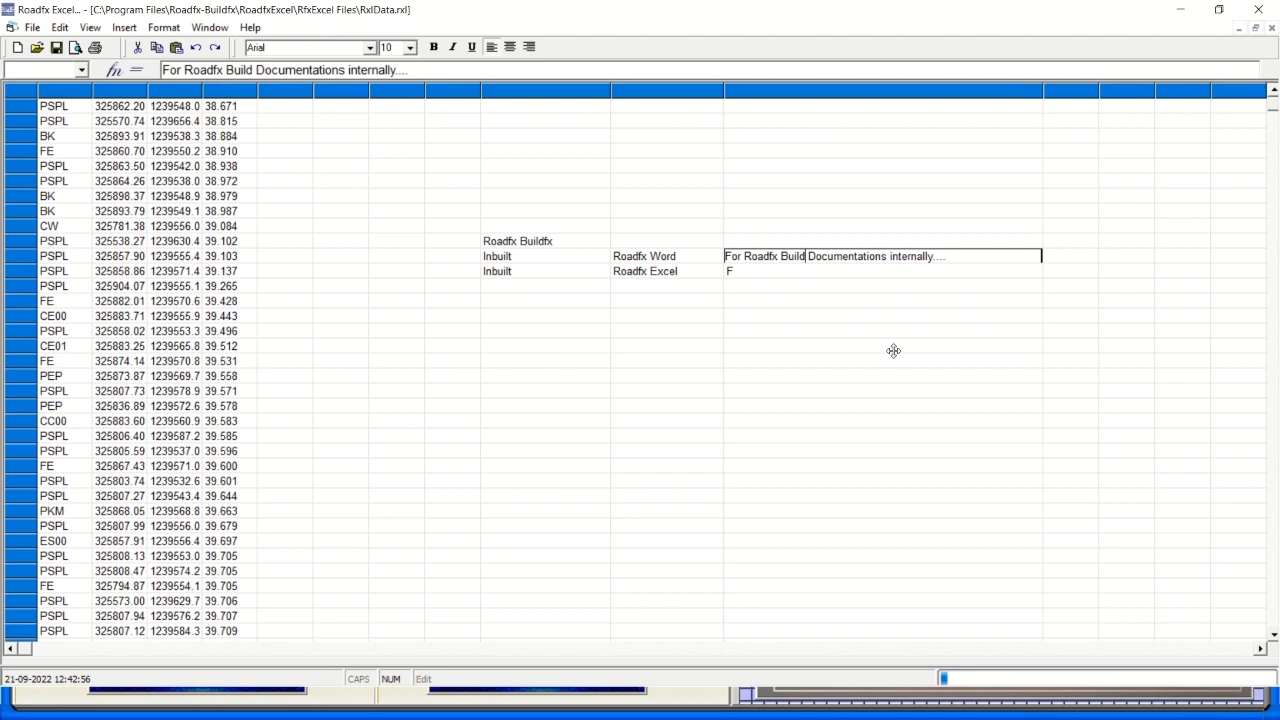 Roadfx Excel... - [C:\Program Files\Roadfx-Buildfx\RoadfxExcel\RfxExcel Files\RxlData.rxl]
File Edit View Insert Format Window Help
Arial 10 B I U
fn = For Roadfx Build Documentations internally....
PSPL 325862.20 1239548.0 38.671
PSPL 325570.74 1239656.4 38.815
BK 325893.91 1239538.3 38.884
FE 325860.70 1239550.2 38.910
PSPL 325863.50 1239542.0 38.938
PSPL 325864.26 1239538.0 38.972
BK 325898.37 1239548.9 38.979
BK 325893.79 1239549.1 38.987
CW 325781.38 1239556.0 39.084
PSPL 325538.27 1239630.4 39.102 Roadfx Buildfx
PSPL 325857.90 1239555.4 39.103 Inbuilt Roadfx Word For Roadfx Build Documentations internally....
PSPL 325858.86 1239571.4 39.137 Inbuilt Roadfx Excel F
PSPL 325904.07 1239555.1 39.265
FE 325882.01 1239570.6 39.428
CE00 325883.71 1239555.9 39.443
PSPL 325858.02 1239553.3 39.496
CE01 325883.25 1239565.8 39.512
FE 325874.14 1239570.8 39.531
PEP 325873.87 1239569.7 39.558
PSPL 325807.73 1239578.9 39.571
PEP 325836.89 1239572.6 39.578
CC00 325883.60 1239560.9 39.583
PSPL 325806.40 1239587.2 39.585
PSPL 325805.59 1239537.0 39.596
FE 325867.43 1239571.0 39.600
PSPL 325803.74 1239532.6 39.601
PSPL 325807.27 1239543.4 39.644
PKM 325868.05 1239568.8 39.663
PSPL 325807.99 1239556.0 39.679
ES00 325857.91 1239556.4 39.697
PSPL 325808.13 1239553.0 39.705
PSPL 325808.47 1239574.2 39.705
FE 325794.87 1239554.1 39.705
PSPL 325573.00 1239629.7 39.706
PSPL 325807.94 1239576.2 39.707
PSPL 325807.12 1239584.3 39.709
21-09-2022 12:42:56 CAPS NUM Edit